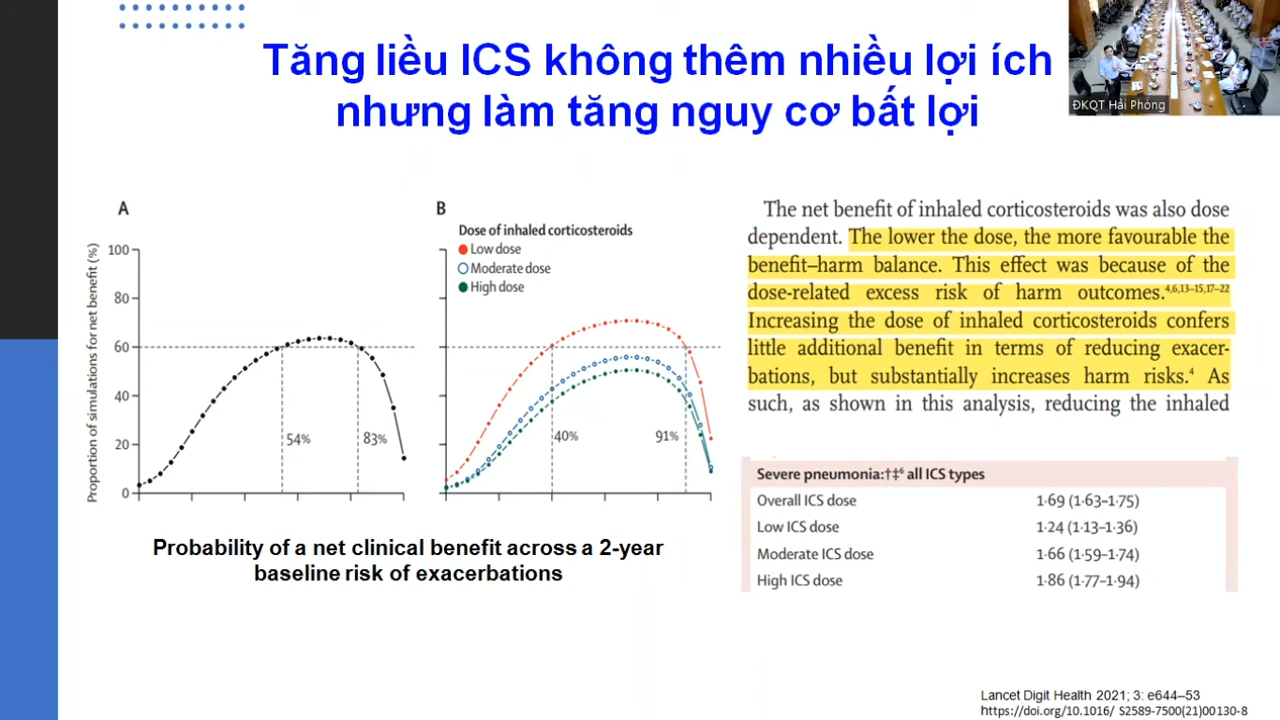 Tăng liều ICS không thêm nhiều lợi ích
nhưng làm tăng nguy cơ bất lợi
ĐKQT Hải Phòng
A
Proportion of simulations for net benefit (%)
100
80
60
40
20
0
54%
83%
B
Dose of inhaled corticosteroids
Low dose
Moderate dose
High dose
40%
91%
Probability of a net clinical benefit across a 2-year
baseline risk of exacerbations
The net benefit of inhaled corticosteroids was also dose
dependent. The lower the dose, the more favourable the
benefit–harm balance. This effect was because of the
dose-related excess risk of harm outcomes.4,6,13–15,17–22
Increasing the dose of inhaled corticosteroids confers
little additional benefit in terms of reducing exacer-
bations, but substantially increases harm risks.4 As
such, as shown in this analysis, reducing the inhaled
Severe pneumonia:†‡6 all ICS types
Overall ICS dose 1·69 (1·63–1·75)
Low ICS dose 1·24 (1·13–1·36)
Moderate ICS dose 1·66 (1·59–1·74)
High ICS dose 1·86 (1·77–1·94)
Lancet Digit Health 2021; 3: e644–53
https://doi.org/10.1016/ S2589-7500(21)00130-8